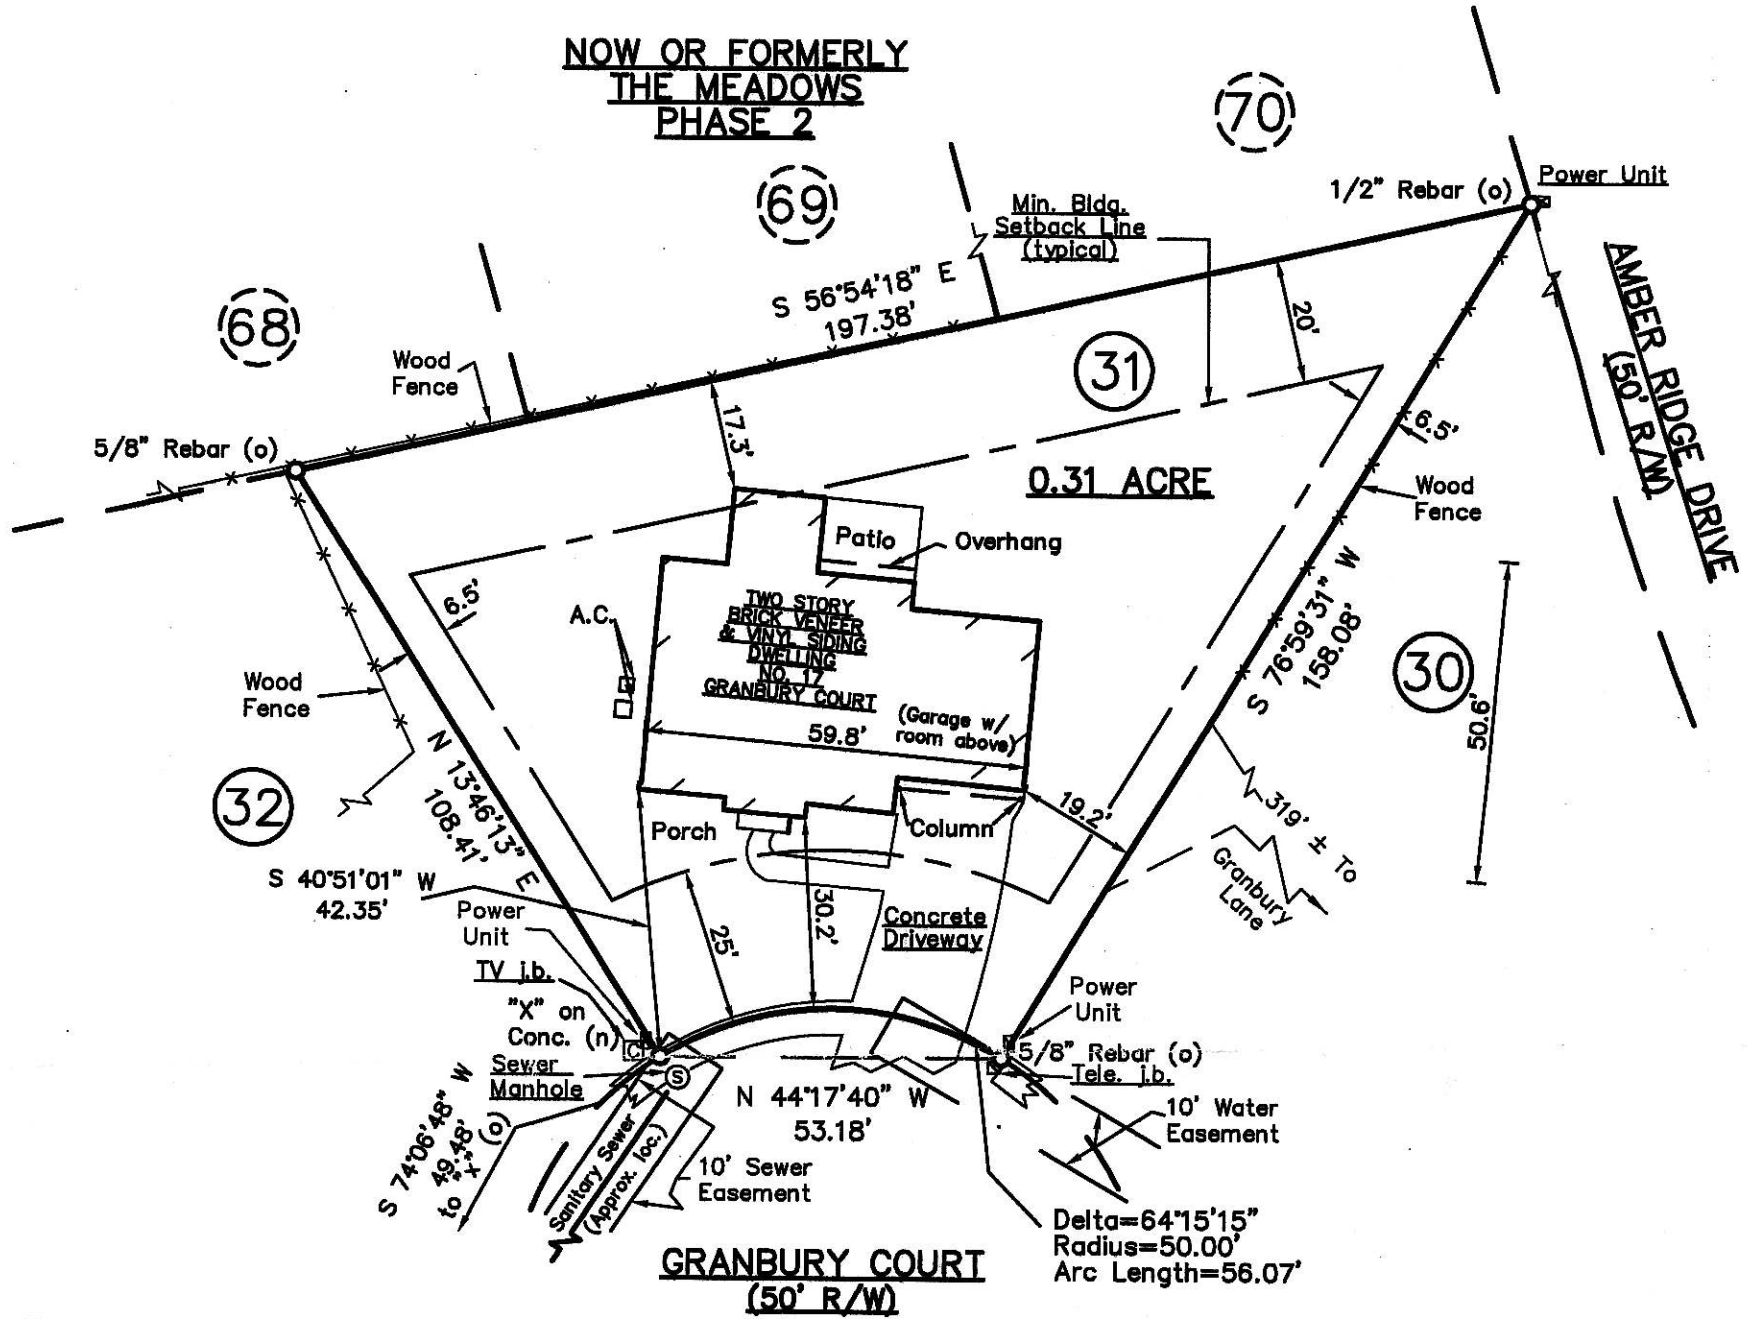 NOW OR FORMERLY
THE MEADOWS
PHASE 2
70
69
68
1/2" Rebar (o)
Power Unit
Min. Bldg.
Setback Line
(typical)
S 56°54'18" E
197.38'
AMBER RIDGE DRIVE
(50' R/W)
20'
31
Wood
Fence
17.3'
6.5'
5/8" Rebar (o)
0.31 ACRE
Wood
Fence
Patio
Overhang
6.5'
A.C.
TWO STORY
BRICK VENEER
& VINYL SIDING
DWELLING
NO. 17
GRANBURY COURT
(Garage w/
room above)
59.8'
S 76°59'31" W
158.08'
30
50.6'
Wood
Fence
N 13°46'13" E
108.41'
32
Porch
Column
19.2'
319' ± To
Granbury
Lane
S 40°51'01" W
42.35'
Power
Unit
25'
30.2'
Concrete
Driveway
TV j.b.
"X" on
Conc. (n)
C
Power
Unit
5/8" Rebar (o)
Tele. j.b.
Sewer
Manhole
S
N 44°17'40" W
53.18'
S 74°06'48" W
49.48'
to "X" (o)
Sanitary Sewer
(Approx. loc.)
10' Sewer
Easement
10' Water
Easement
Delta=64°15'15"
Radius=50.00'
Arc Length=56.07'
GRANBURY COURT
(50' R/W)